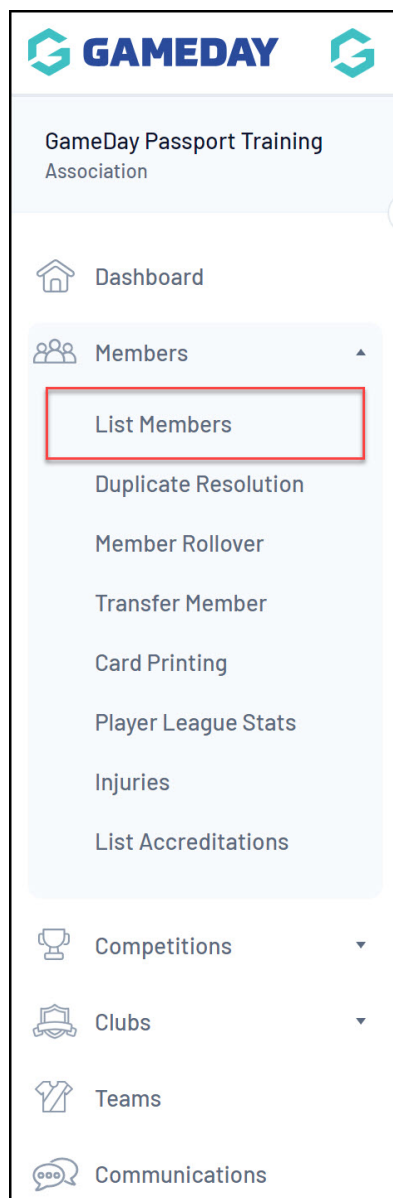 GAMEDAY
GameDay Passport Training
Association
Dashboard
Members
List Members
Duplicate Resolution
Member Rollover
Transfer Member
Card Printing
Player League Stats
Injuries
List Accreditations
Competitions
Clubs
Teams
Communications